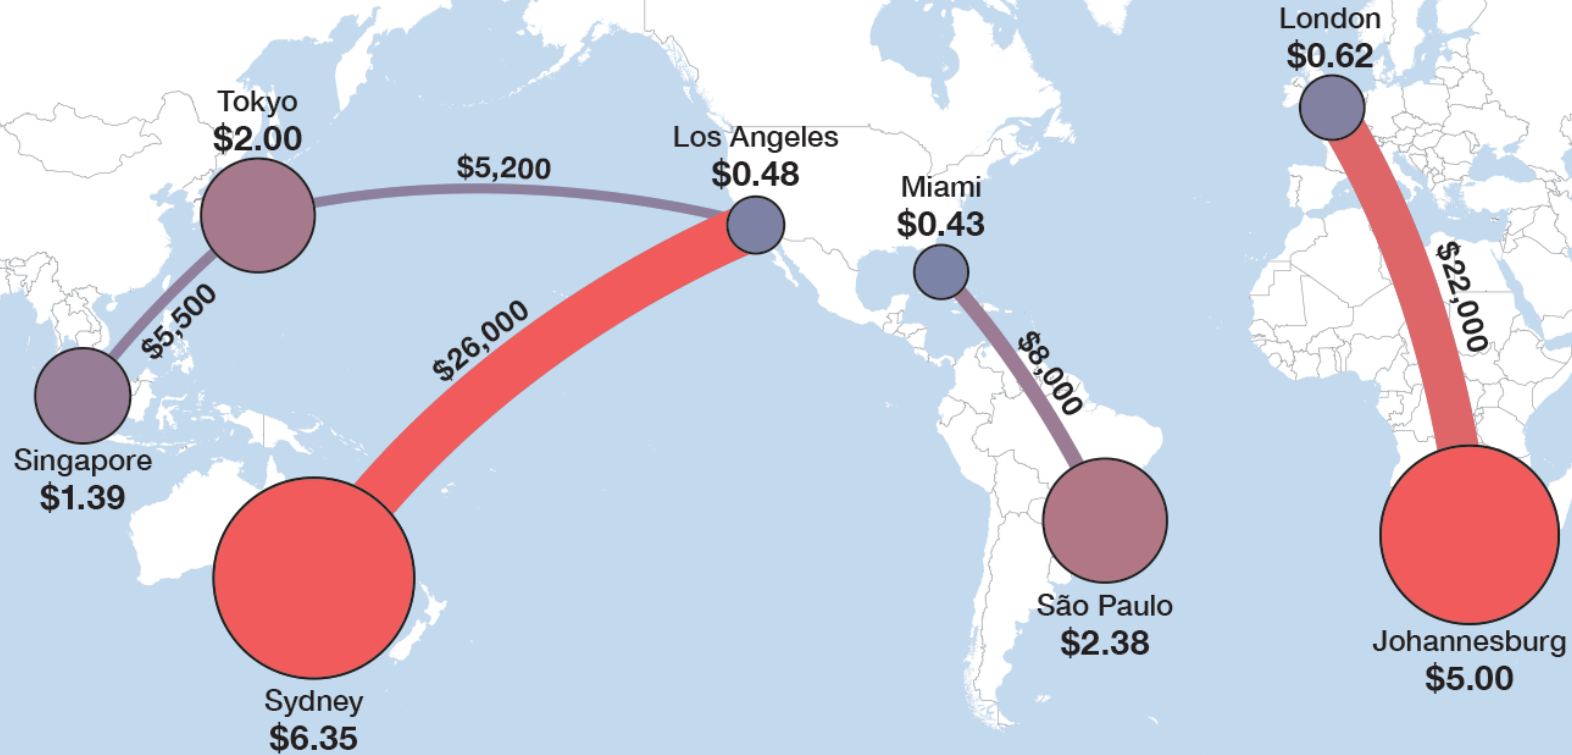 London
$0.62
Tokyo
$2.00
Los Angeles
$0.48
$5,200
Miami
$0.43
$5,500
$26,000
$8,000
$22,000
Singapore
$1.39
São Paulo
$2.38
Johannesburg
$5.00
Sydney
$6.35